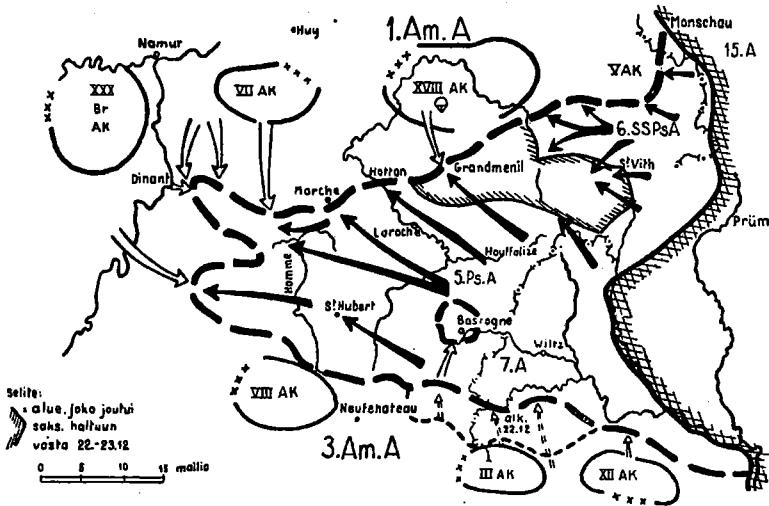 Monschau
Huy
1.Am.A
15.A
Namur
XXX
Br
AK
VII AK
XVIII AK
V AK
6.SSPsA
Dinant
Marche
Hotton
Grandmenil
St Vith
Prüm
Laroche
Houffalize
Homme
5.Ps.A
St Hubert
Bastogne
Wiltz
7.A
VIII AK
Neufchateau
alk.
22.12
3.Am.A
III AK
XII AK
Selite:
= alue, joka joutui
saks. haltuun
vasta 22-23.12
0 5 10 15 mailia